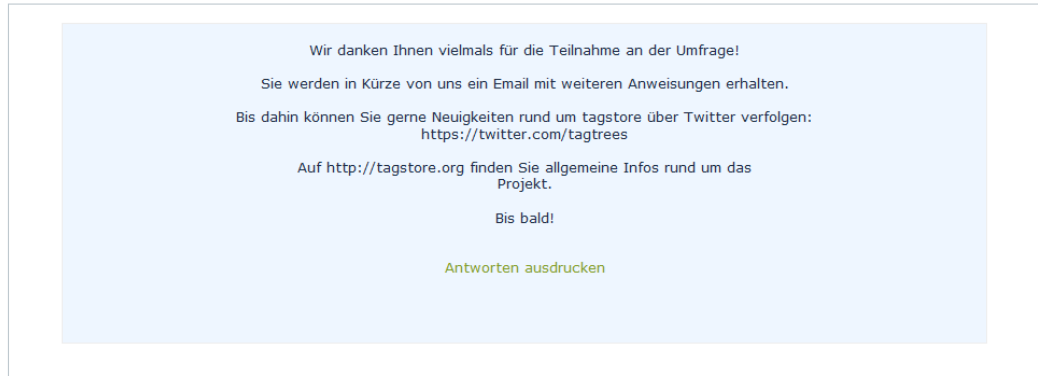 Wir danken Ihnen vielmals für die Teilnahme an der Umfrage!
Sie werden in Kürze von uns ein Email mit weiteren Anweisungen erhalten.
Bis dahin können Sie gerne Neuigkeiten rund um tagstore über Twitter verfolgen:
https://twitter.com/tagtrees
Auf http://tagstore.org finden Sie allgemeine Infos rund um das
Projekt.
Bis bald!
Antworten ausdrucken